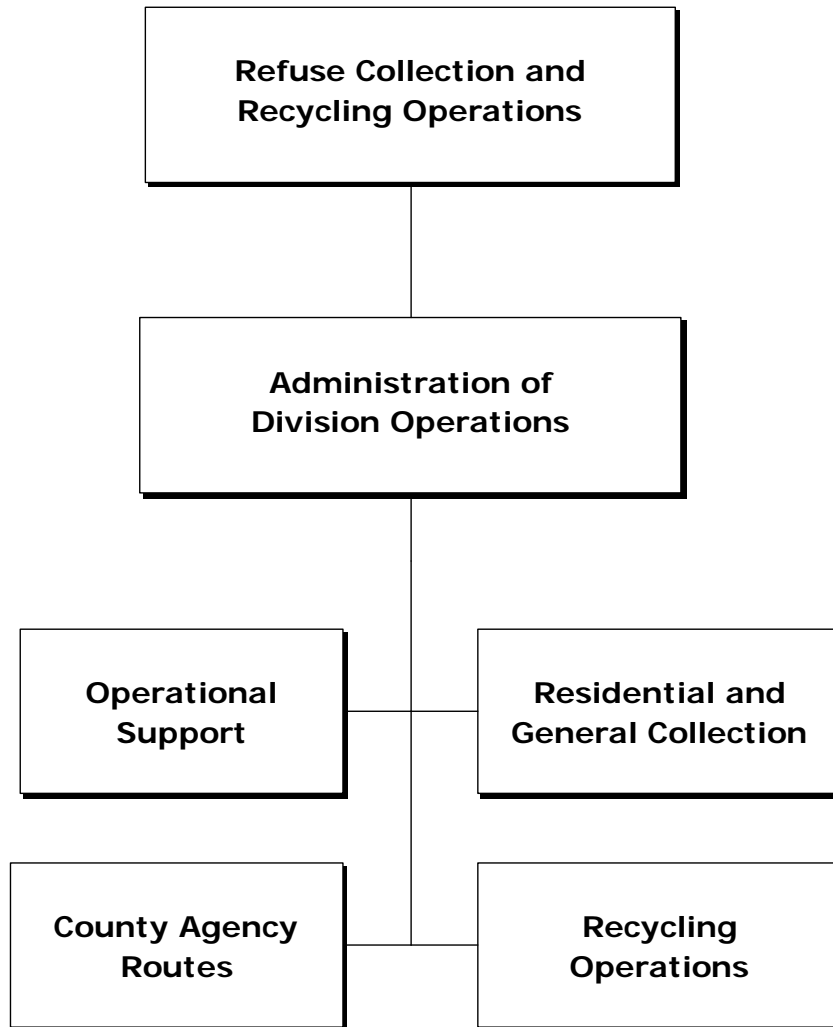 Refuse Collection and
Recycling Operations
Administration of
Division Operations
Operational
Support
Residential and
General Collection
County Agency
Routes
Recycling
Operations